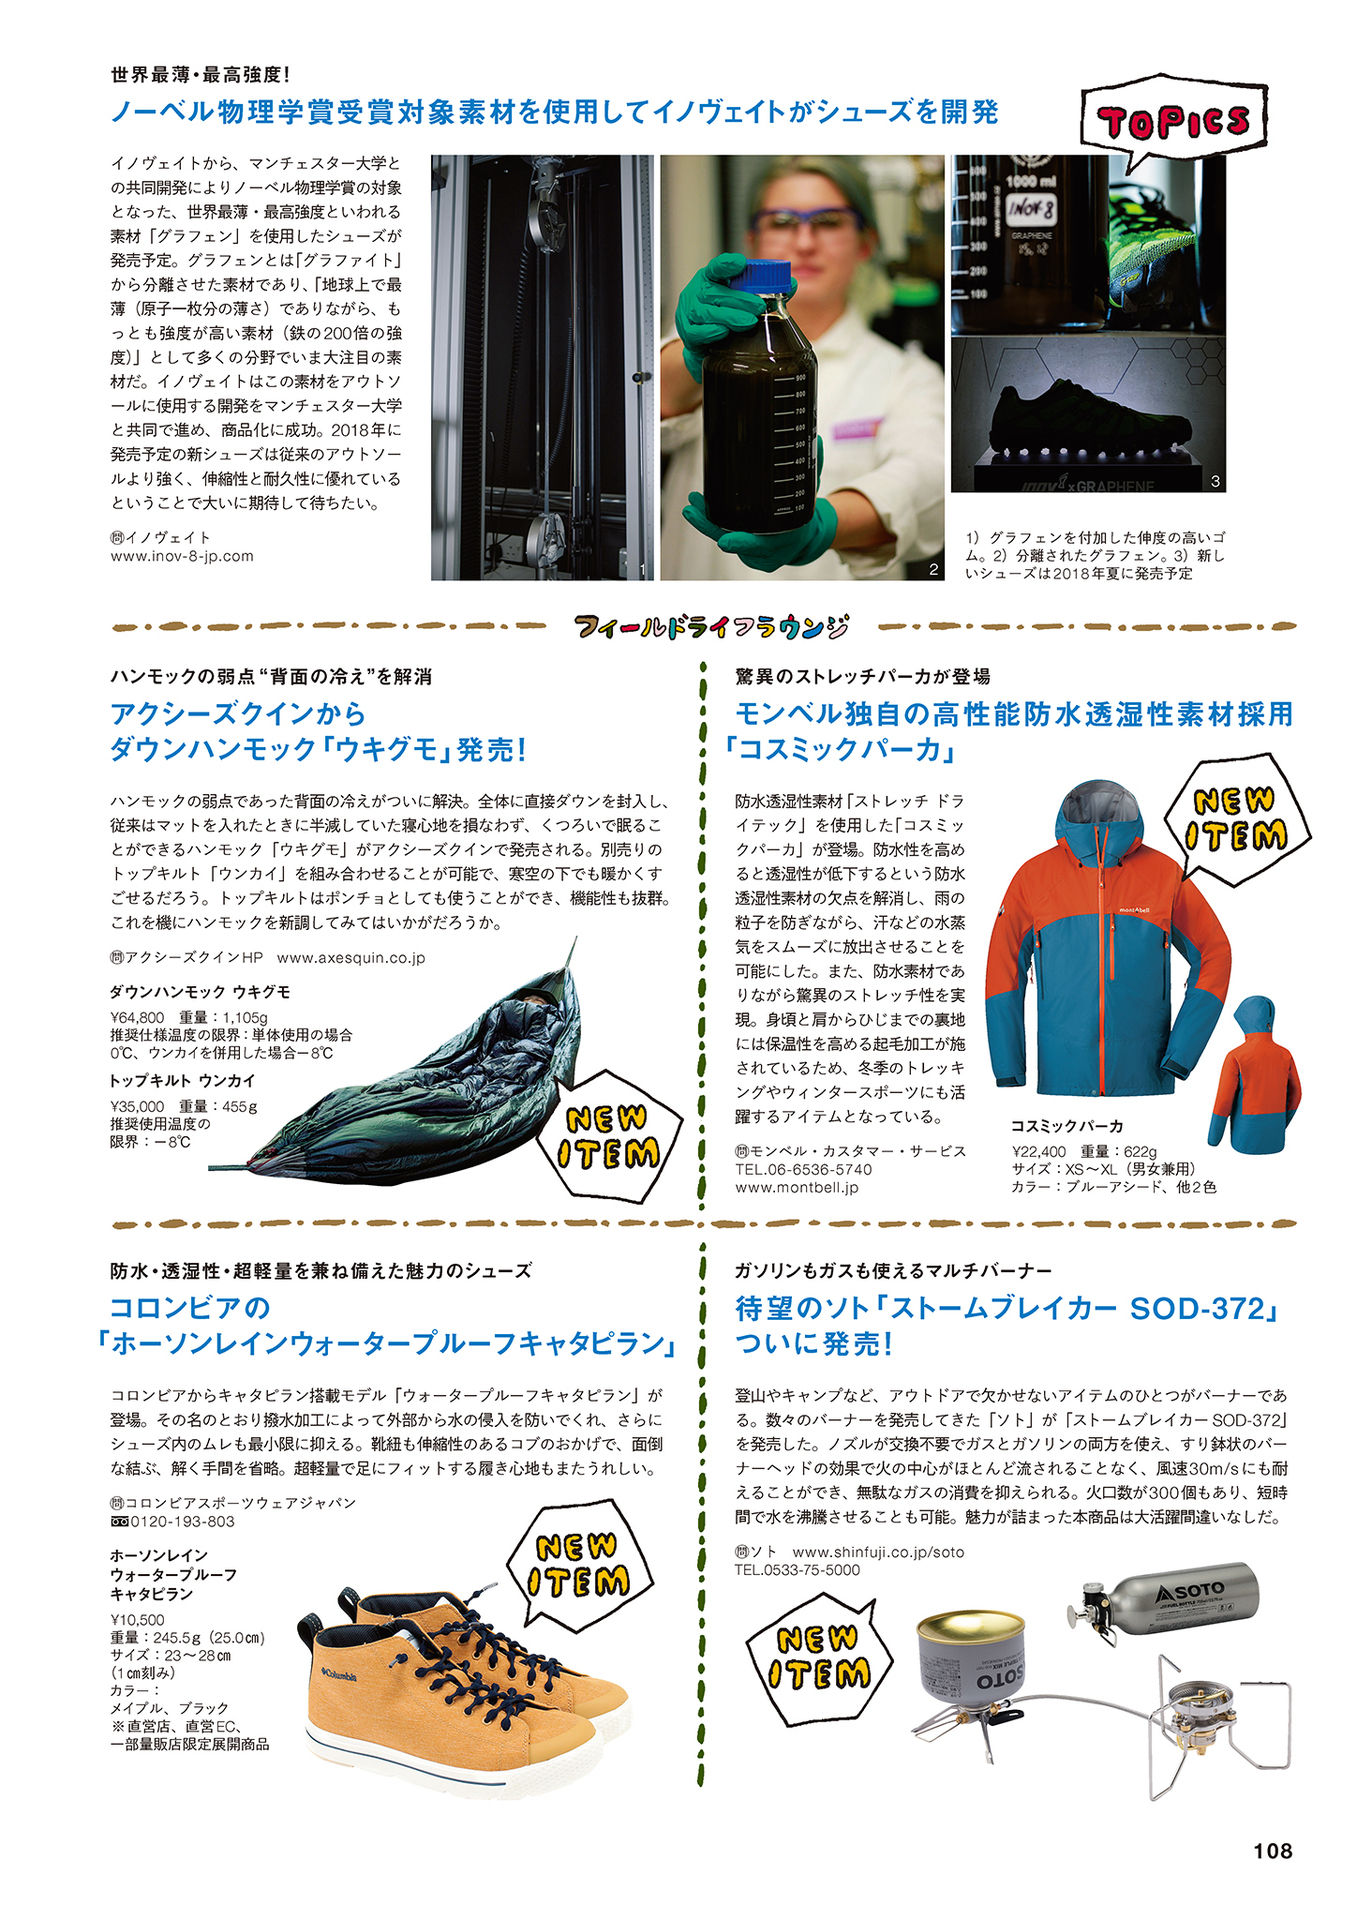 世界最薄・最高強度！
ノーベル物理学賞受賞対象素材を使用してイノヴェイトがシューズを開発
TOPICS
イノヴェイトから、マンチェスター大学と
の共同開発によりノーベル物理学賞の対象
となった、世界最薄・最高強度といわれる
素材「グラフェン」を使用したシューズが
発売予定。グラフェンとは「グラファイト」
から分離させた素材であり、「地球上で最
薄（原子一枚分の薄さ）でありながら、も
っとも強度が高い素材（鉄の200倍の強
度）」として多くの分野でいま大注目の素
材だ。イノヴェイトはこの素材をアウトソ
ールに使用する開発をマンチェスター大学
と共同で進め、商品化に成功。2018年に
発売予定の新シューズは従来のアウトソー
ルより強く、伸縮性と耐久性に優れている
ということで大いに期待して待ちたい。
㉄イノヴェイト
www.inov-8-jp.com
1
900
800
700
600
500
400
300
200
100
2
1000 ml
INOV-8
GRAPHENE
500
400
300
200
100
inov8 x GRAPHENE
3
1）グラフェンを付加した伸度の高いゴ
ム。2）分離されたグラフェン。3）新し
いシューズは2018年夏に発売予定
フィールドライフラウンジ
ハンモックの弱点“背面の冷え”を解消
アクシーズクインから
ダウンハンモック「ウキグモ」発売！
ハンモックの弱点であった背面の冷えがついに解決。全体に直接ダウンを封入し、
従来はマットを入れたときに半減していた寝心地を損なわず、くつろいで眠るこ
とができるハンモック「ウキグモ」がアクシーズクインで発売される。別売りの
トップキルト「ウンカイ」を組み合わせることが可能で、寒空の下でも暖かくす
ごせるだろう。トップキルトはポンチョとしても使うことができ、機能性も抜群。
これを機にハンモックを新調してみてはいかがだろうか。
㉄アクシーズクインHP　www.axesquin.co.jp
ダウンハンモック ウキグモ
¥64,800　重量：1,105g
推奨仕様温度の限界：単体使用の場合
0℃、ウンカイを併用した場合−8℃
トップキルト ウンカイ
¥35,000　重量：455g
推奨使用温度の
限界：−8℃
NEW
ITEM
驚異のストレッチパーカが登場
モンベル独自の高性能防水透湿性素材採用
「コスミックパーカ」
防水透湿性素材「ストレッチ ドラ
イテック」を使用した「コスミッ
クパーカ」が登場。防水性を高め
ると透湿性が低下するという防水
透湿性素材の欠点を解消し、雨の
粒子を防ぎながら、汗などの水蒸
気をスムーズに放出させることを
可能にした。また、防水素材であ
りながら驚異のストレッチ性を実
現。身頃と肩からひじまでの裏地
には保温性を高める起毛加工が施
されているため、冬季のトレッキ
ングやウィンタースポーツにも活
躍するアイテムとなっている。
㉄モンベル・カスタマー・サービス
TEL.06-6536-5740
www.montbell.jp
NEW
ITEM
mont-bell
コスミックパーカ
¥22,400　重量：622g
サイズ：XS〜XL（男女兼用）
カラー：ブルーアシード、他2色
防水・透湿性・超軽量を兼ね備えた魅力のシューズ
コロンビアの
「ホーソンレインウォータープルーフキャタピラン」
コロンビアからキャタピラン搭載モデル「ウォータープルーフキャタピラン」が
登場。その名のとおり撥水加工によって外部から水の侵入を防いでくれ、さらに
シューズ内のムレも最小限に抑える。靴紐も伸縮性のあるコブのおかげで、面倒
な結ぶ、解く手間を省略。超軽量で足にフィットする履き心地もまたうれしい。
㉄コロンビアスポーツウェアジャパン
0120-193-803
ホーソンレイン
ウォータープルーフ
キャタピラン
¥10,500
重量：245.5g（25.0㎝)
サイズ：23〜28㎝
（1㎝刻み）
カラー：
メイプル、ブラック
※直営店、直営EC、
一部量販店限定展開商品
NEW
ITEM
Columbia
ガソリンもガスも使えるマルチバーナー
待望のソト「ストームブレイカー SOD-372」
ついに発売！
登山やキャンプなど、アウトドアで欠かせないアイテムのひとつがバーナーであ
る。数々のバーナーを発売してきた「ソト」が「ストームブレイカー SOD-372」
を発売した。ノズルが交換不要でガスとガソリンの両方を使え、すり鉢状のバー
ナーヘッドの効果で火の中心がほとんど流されることなく、風速30m/sにも耐
えることができ、無駄なガスの消費を抑えられる。火口数が300個もあり、短時
間で水を沸騰させることも可能。魅力が詰まった本商品は大活躍間違いなしだ。
㉄ソト　www.shinfuji.co.jp/soto
TEL.0533-75-5000
NEW
ITEM
SOTO
SOTO
108